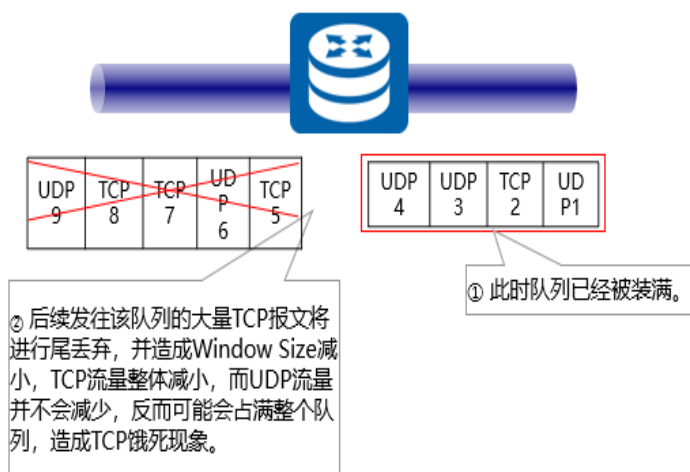 UDP 9
TCP 8
TCP 7
UD P 6
TCP 5
UDP 4
UDP 3
TCP 2
UD P1
① 此时队列已经被装满。
② 后续发往该队列的大量TCP报文将
进行尾丢弃，并造成Window Size减
小，TCP流量整体减小，而UDP流量
并不会减少，反而可能会占满整个队
列，造成TCP饿死现象。